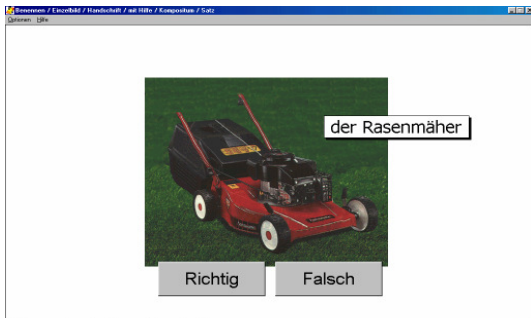 Benennen / Einzelbild / Handschrift / mit Hilfe / Kompositum / Satz
Optionen Hilfe
der Rasenmäher
Richtig Falsch